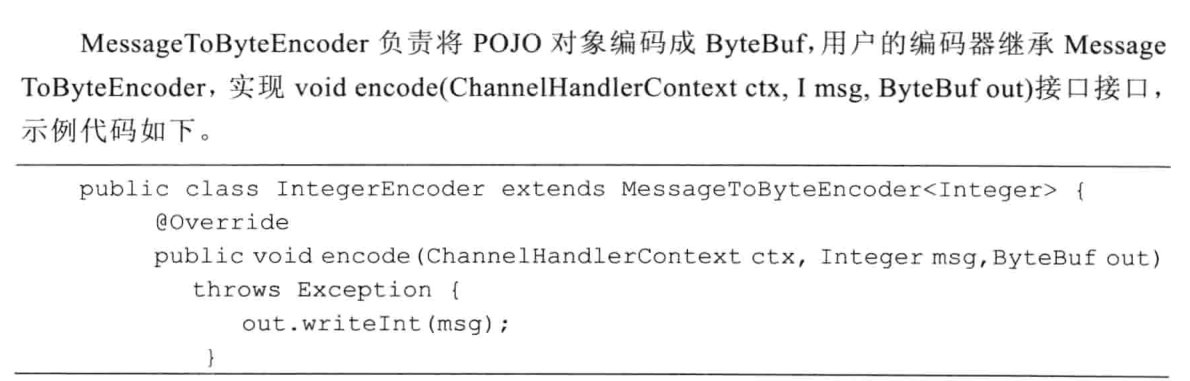 MessageToByteEncoder 负责将 POJO 对象编码成 ByteBuf,用户的编码器继承 Message
ToByteEncoder，实现 void encode(ChannelHandlerContext ctx, I msg, ByteBuf out)接口接口，
示例代码如下。
public class IntegerEncoder extends MessageToByteEncoder<Integer> {
@Override
public void encode(ChannelHandlerContext ctx, Integer msg,ByteBuf out)
throws Exception {
out.writeInt(msg);
}